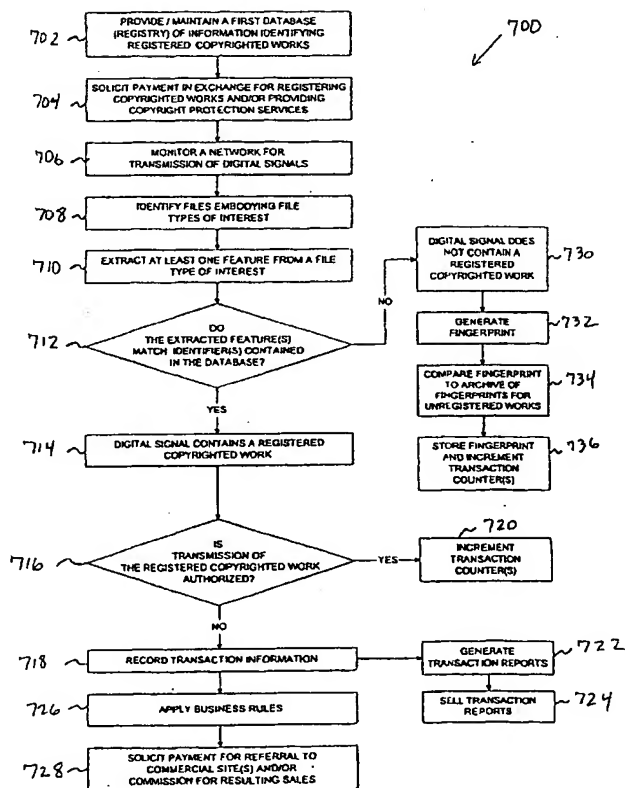 700
702
PROVIDE / MAINTAIN A FIRST DATABASE
(REGISTRY) OF INFORMATION IDENTIFYING
REGISTERED COPYRIGHTED WORKS
704
SOLICIT PAYMENT IN EXCHANGE FOR REGISTERING
COPYRIGHTED WORKS AND/OR PROVIDING
COPYRIGHT PROTECTION SERVICES
706
MONITOR A NETWORK FOR
TRANSMISSION OF DIGITAL SIGNALS
708
IDENTIFY FILES EMBODYING FILE
TYPES OF INTEREST
710
EXTRACT AT LEAST ONE FEATURE FROM A FILE
TYPE OF INTEREST
712
DO
THE EXTRACTED FEATURE(S)
MATCH IDENTIFIER(S) CONTAINED
IN THE DATABASE?
NO
DIGITAL SIGNAL DOES
NOT CONTAIN A
REGISTERED
COPYRIGHTED WORK
730
GENERATE
FINGERPRINT
732
COMPARE FINGERPRINT
TO ARCHIVE OF
FINGERPRINTS FOR
UNREGISTERED WORKS
734
STORE FINGERPRINT
AND INCREMENT
TRANSACTION
COUNTER(S)
736
YES
714
DIGITAL SIGNAL CONTAINS A REGISTERED
COPYRIGHTED WORK
716
IS
TRANSMISSION OF
THE REGISTERED COPYRIGHTED WORK
AUTHORIZED?
YES
720
INCREMENT
TRANSACTION
COUNTER(S)
NO
718
RECORD TRANSACTION INFORMATION
GENERATE
TRANSACTION REPORTS
722
SELL TRANSACTION
REPORTS
724
726
APPLY BUSINESS RULES
728
SOLICIT PAYMENT FOR REFERRAL TO
COMMERCIAL SITE(S) AND/OR
COMMISSION FOR RESULTING SALES